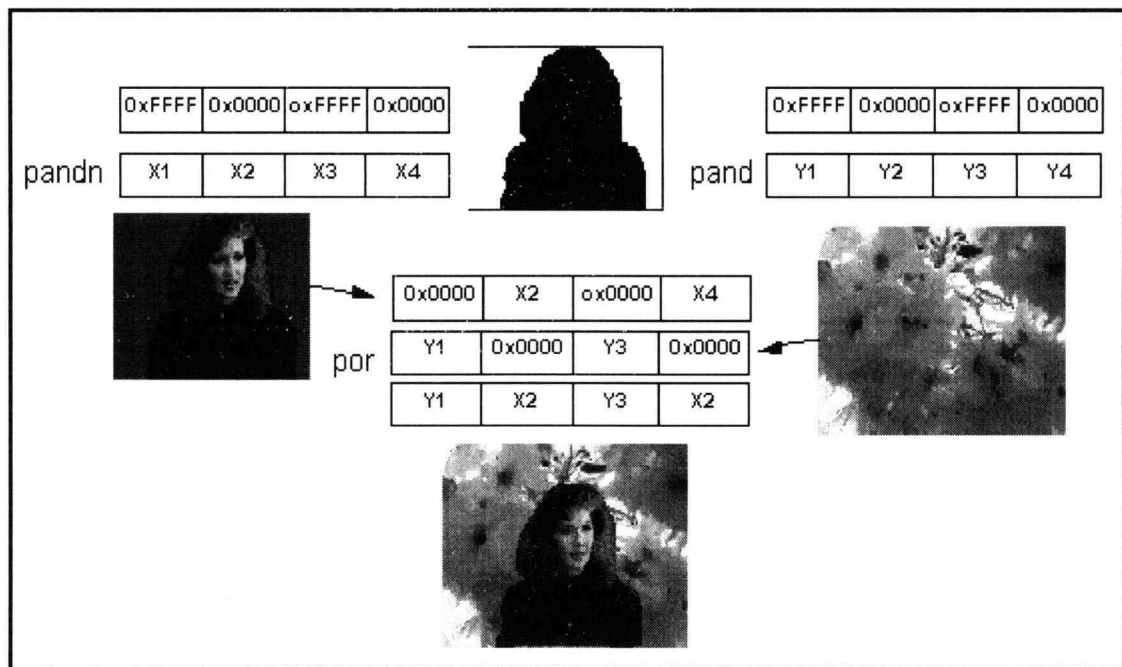 0xFFFF 0x0000 oxFFFF 0x0000
pandn X1 X2 X3 X4
0xFFFF 0x0000 oxFFFF 0x0000
pand Y1 Y2 Y3 Y4
0x0000 X2 ox0000 X4
por Y1 0x0000 Y3 0x0000
Y1 X2 Y3 X2